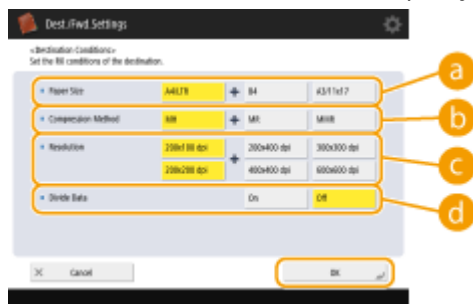 Dest./Fwd. Settings
<Destination Conditions>
Set the RX conditions of the destination.
Paper Size A4/LTR + B4 A3/11x17
a
Compression Method MH + MR MMR
b
Resolution 200x100 dpi + 200x400 dpi 300x300 dpi
200x200 dpi 400x400 dpi 600x600 dpi
c
Divide Data On Off
d
Cancel OK